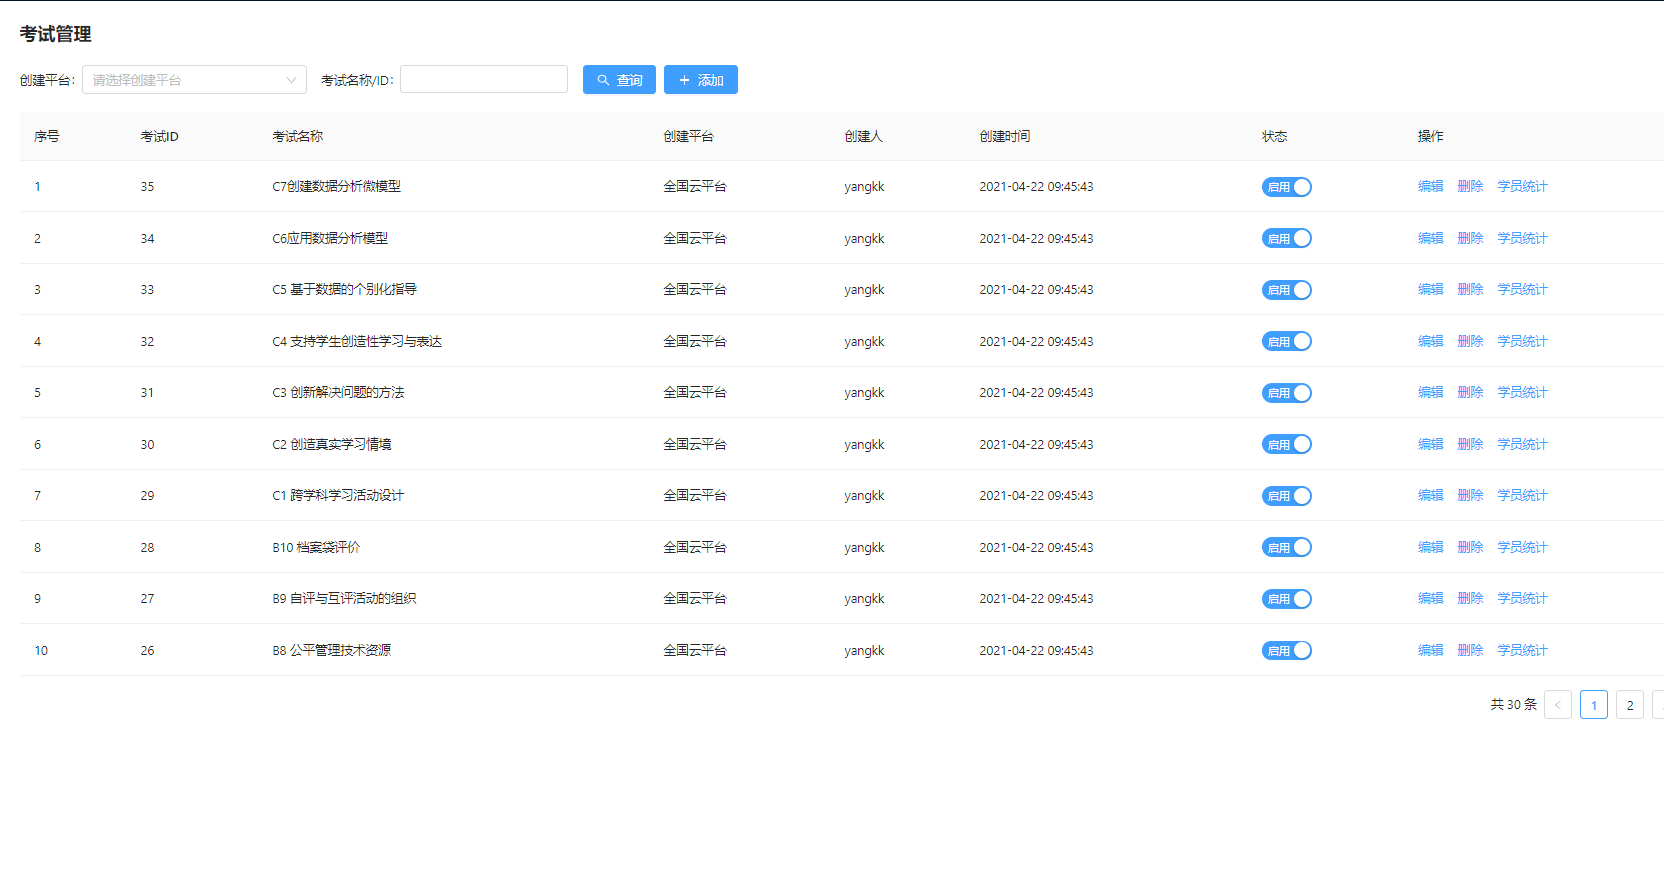 考试管理
创建平台: 请选择创建平台 考试名称/ID: 查询 添加
序号 考试ID 考试名称 创建平台 创建人 创建时间 状态 操作
1 35 C7创建数据分析微模型 全国云平台 yangkk 2021-04-22 09:45:43 启用 编辑 删除 学员统计
2 34 C6应用数据分析模型 全国云平台 yangkk 2021-04-22 09:45:43 启用 编辑 删除 学员统计
3 33 C5 基于数据的个别化指导 全国云平台 yangkk 2021-04-22 09:45:43 启用 编辑 删除 学员统计
4 32 C4 支持学生创造性学习与表达 全国云平台 yangkk 2021-04-22 09:45:43 启用 编辑 删除 学员统计
5 31 C3 创新解决问题的方法 全国云平台 yangkk 2021-04-22 09:45:43 启用 编辑 删除 学员统计
6 30 C2 创造真实学习情境 全国云平台 yangkk 2021-04-22 09:45:43 启用 编辑 删除 学员统计
7 29 C1 跨学科学习活动设计 全国云平台 yangkk 2021-04-22 09:45:43 启用 编辑 删除 学员统计
8 28 B10 档案袋评价 全国云平台 yangkk 2021-04-22 09:45:43 启用 编辑 删除 学员统计
9 27 B9 自评与互评活动的组织 全国云平台 yangkk 2021-04-22 09:45:43 启用 编辑 删除 学员统计
10 26 B8 公平管理技术资源 全国云平台 yangkk 2021-04-22 09:45:43 启用 编辑 删除 学员统计
共 30 条 < 1 2